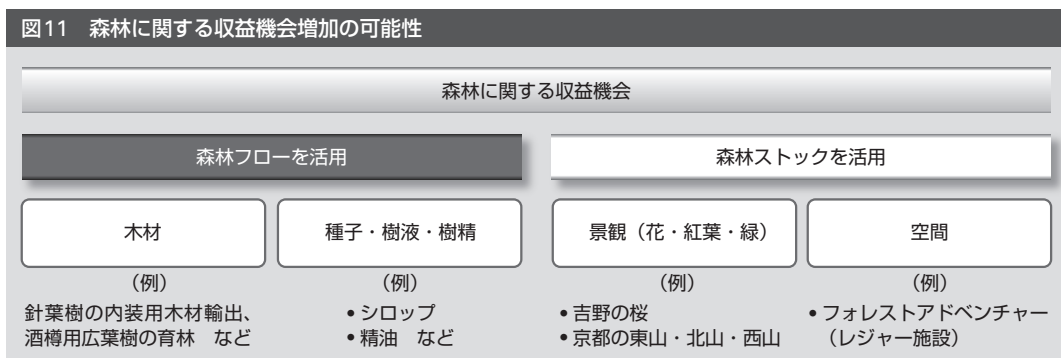 図11　森林に関する収益機会増加の可能性
森林に関する収益機会
森林フローを活用
森林ストックを活用
木材
種子・樹液・樹精
景観（花・紅葉・緑）
空間
（例）
針葉樹の内装用木材輸出、
酒樽用広葉樹の育林　など
（例）
•シロップ
•精油　など
（例）
•吉野の桜
•京都の東山・北山・西山
（例）
•フォレストアドベンチャー
（レジャー施設）